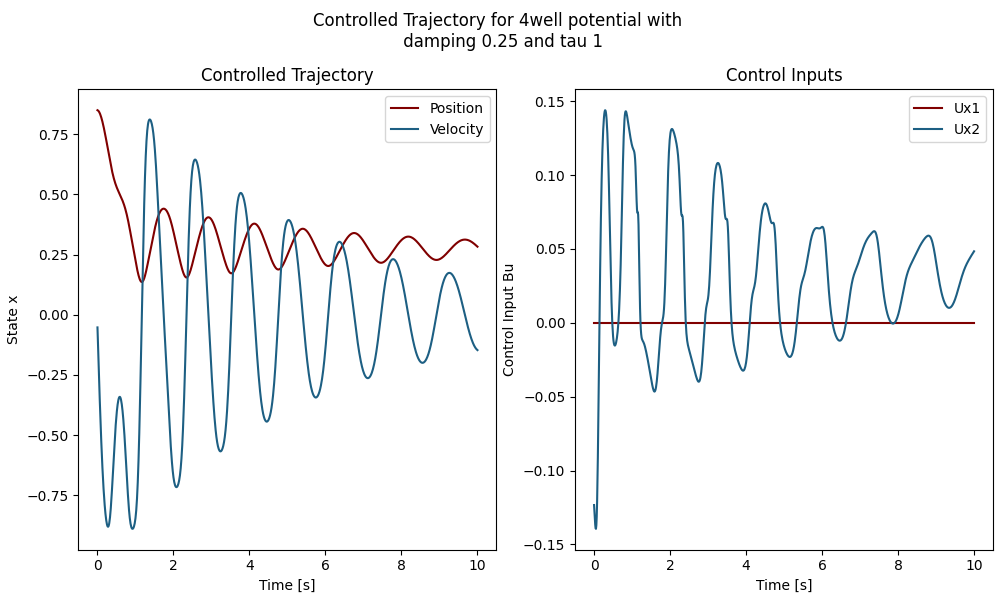 Controlled Trajectory for 4well potential with
damping 0.25 and tau 1
Controlled Trajectory
State x
0.75
0.50
0.25
0.00
−0.25
−0.50
−0.75
Position
Velocity
0
2
4
6
8
10
Time [s]
Control Inputs
Control Input Bu
0.15
0.10
0.05
0.00
−0.05
−0.10
−0.15
Ux1
Ux2
0
2
4
6
8
10
Time [s]